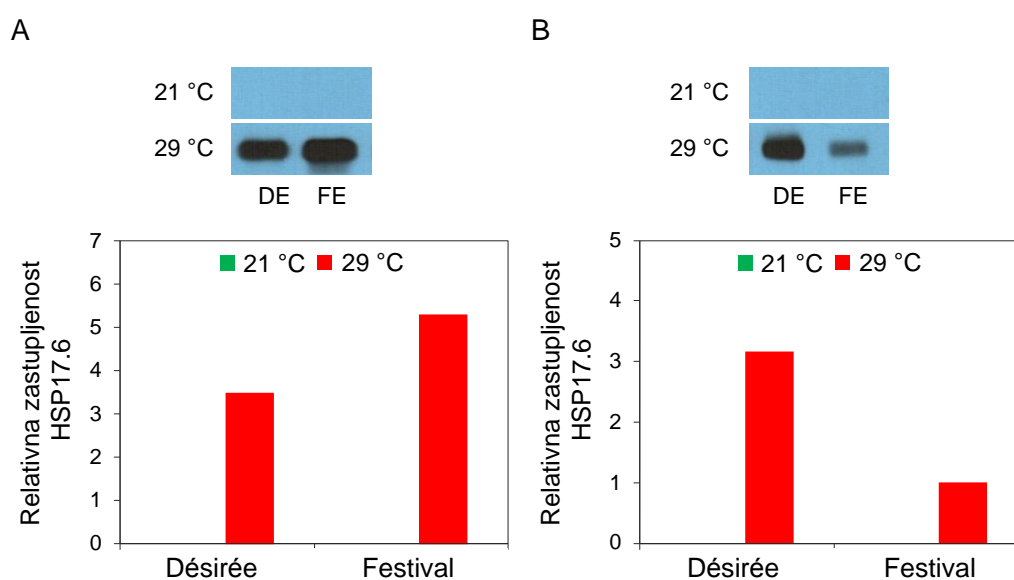 A
21 °C
29 °C
DE FE
Relativna zastupljenost
HSP17.6
7
6
5
4
3
2
1
0
21 °C 29 °C
Désirée Festival
B
21 °C
29 °C
DE FE
Relativna zastupljenost
HSP17.6
5
4
3
2
1
0
21 °C 29 °C
Désirée Festival